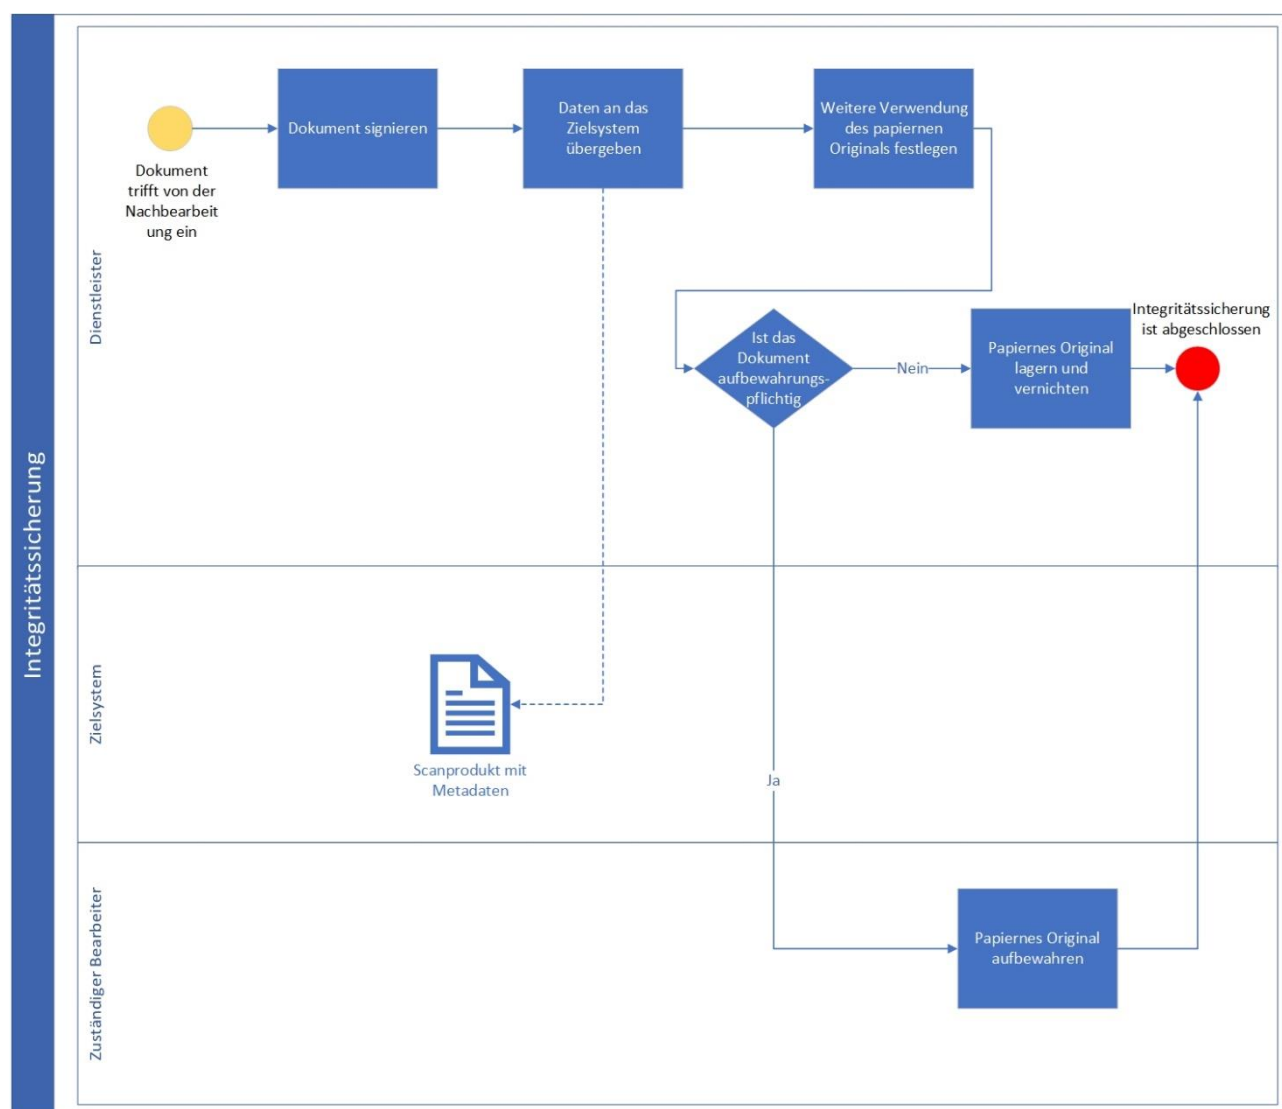 Integritätssicherung
Dienstleister
Dokument
trifft von der
Nachbearbeit
ung ein
Dokument signieren
Daten an das
Zielsystem
übergeben
Weitere Verwendung
des papiernen
Originals festlegen
Ist das
Dokument
aufbewahrungs-
pflichtig
Nein
Papiernes Original
lagern und
vernichten
Integritätssicherung
ist abgeschlossen
Zielsystem
Scanprodukt mit
Metadaten
Ja
Zuständiger Bearbeiter
Papiernes Original
aufbewahren